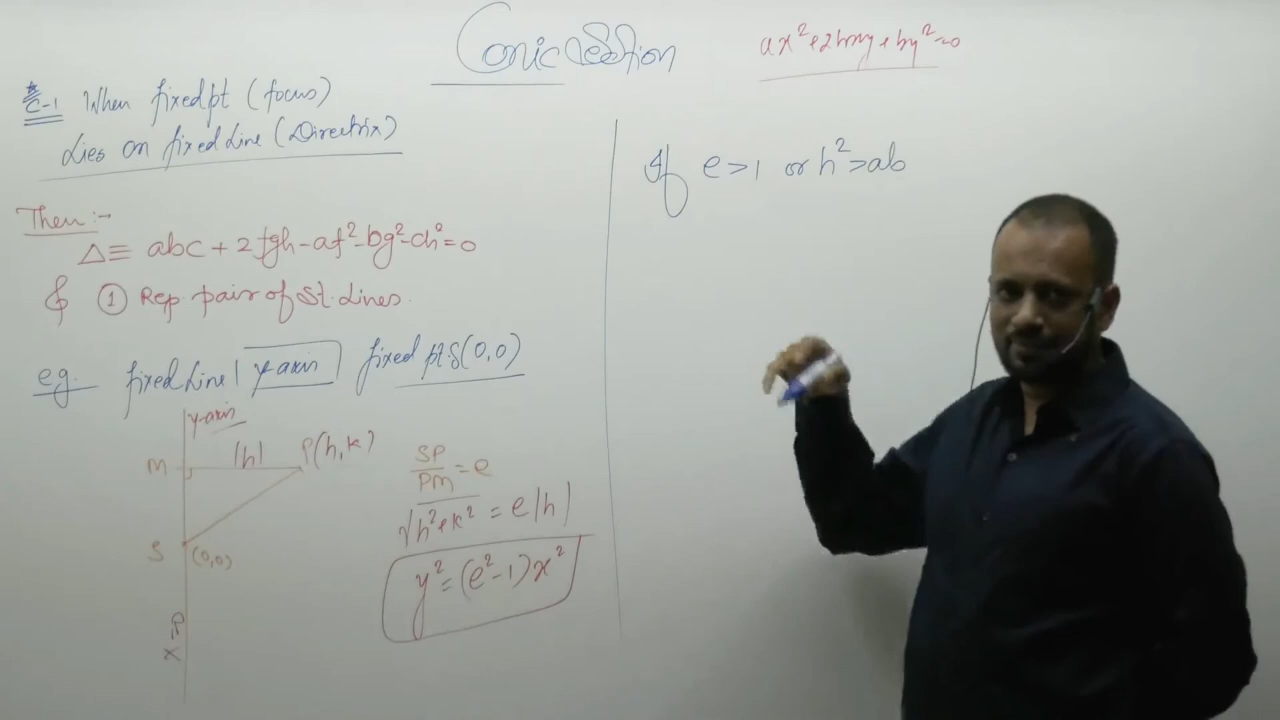 Conic Section
ax²+2hxy+by²=0
*C-1 When fixed pt (focus)
Lies on fixed Line (Directrix)
Then :-
Δ ≡ abc + 2fgh - af² - bg² - ch² = 0
& ① Rep. pair of St. Lines.
e.g. fixed Line | y-axis fixed pt S(0,0)
y-axis
M |h| P(h,k)
S (0,0)
SP/PM = e
√h²+k² = e|h|
y² = (e²-1)x²
If e>1 or h²>ab